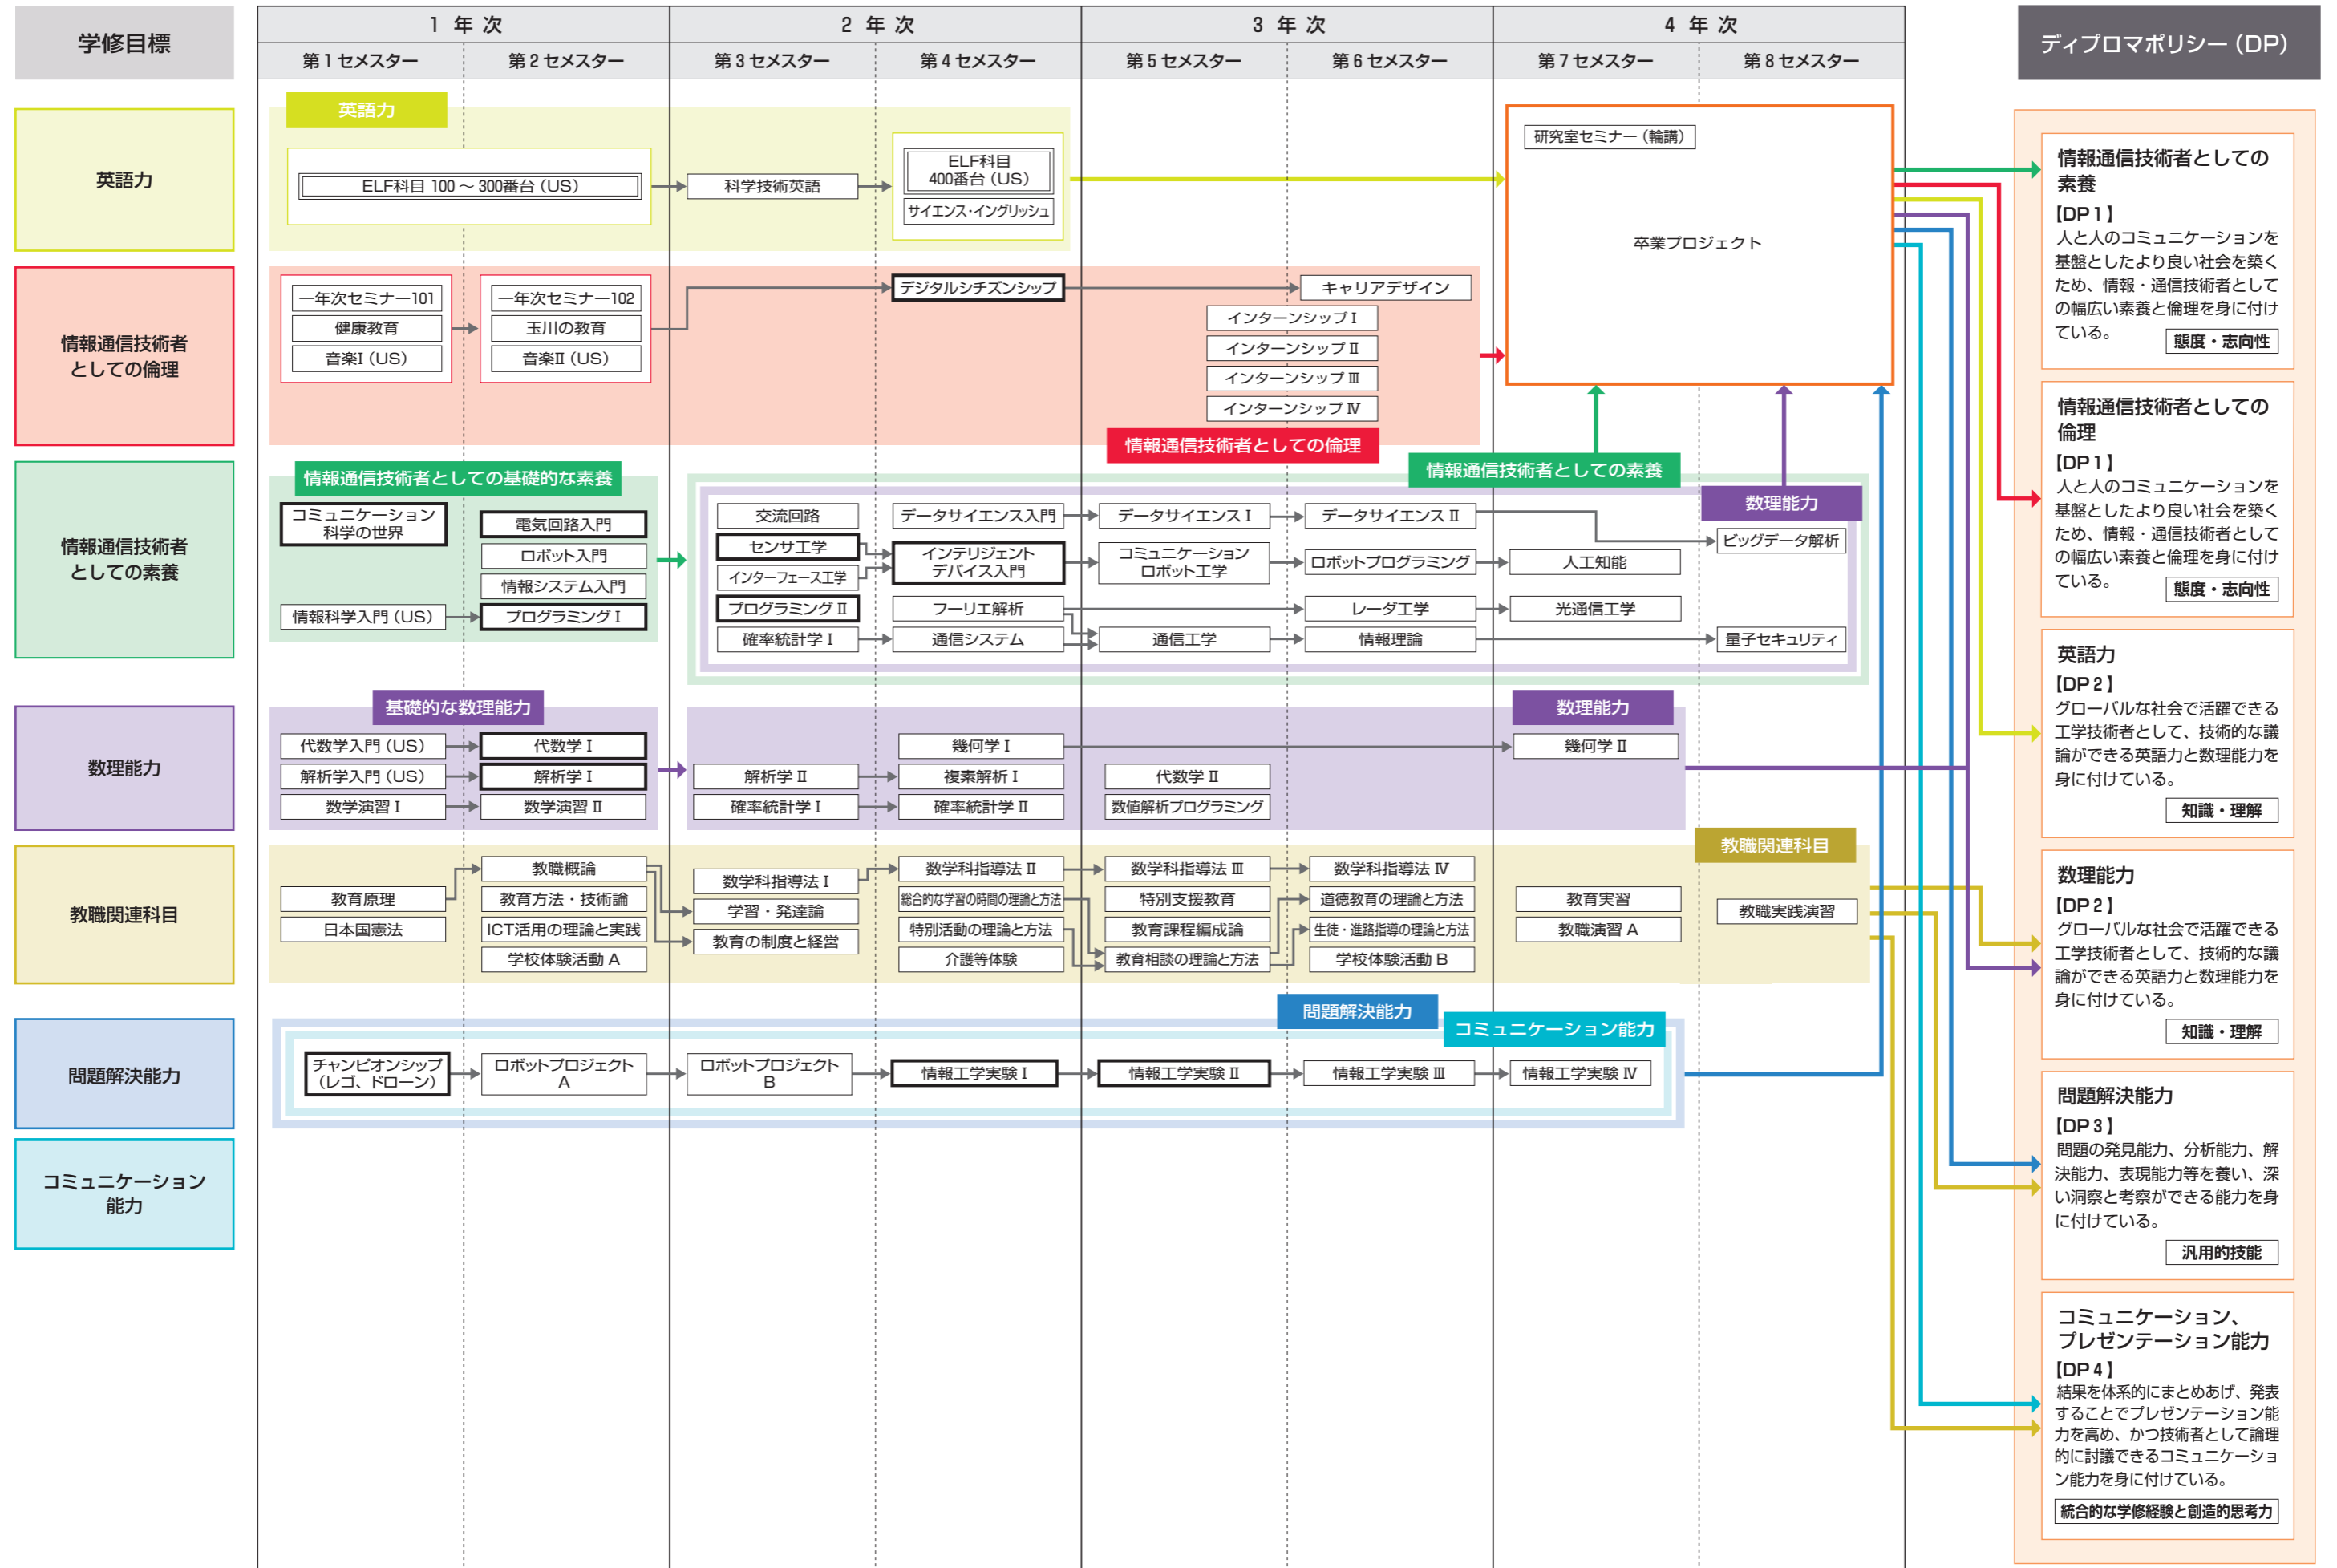 学修目標
1 年 次
2 年 次
3 年 次
4 年 次
第1セメスター
第2セメスター
第3セメスター
第4セメスター
第5セメスター
第6セメスター
第7セメスター
第8セメスター
ディプロマポリシー（DP）
英語力
英語力
ELF科目 100 ～ 300番台（US）
科学技術英語
ELF科目
400番台（US）
サイエンス・イングリッシュ
研究室セミナー（輪講）
卒業プロジェクト
情報通信技術者
としての倫理
一年次セミナー101
健康教育
音楽Ⅰ（US）
一年次セミナー102
玉川の教育
音楽Ⅱ（US）
デジタルシチズンシップ
キャリアデザイン
インターンシップ Ⅰ
インターンシップ Ⅱ
インターンシップ Ⅲ
インターンシップ Ⅳ
情報通信技術者としての倫理
情報通信技術者
としての素養
情報通信技術者としての基礎的な素養
コミュニケーション
科学の世界
情報科学入門（US）
電気回路入門
ロボット入門
情報システム入門
プログラミング Ⅰ
情報通信技術者としての素養
数理能力
交流回路
センサ工学
インターフェース工学
プログラミング Ⅱ
確率統計学 Ⅰ
データサイエンス入門
インテリジェント
デバイス入門
フーリエ解析
通信システム
データサイエンス Ⅰ
コミュニケーション
ロボット工学
通信工学
データサイエンス Ⅱ
ロボットプログラミング
レーダ工学
情報理論
人工知能
光通信工学
ビッグデータ解析
量子セキュリティ
数理能力
基礎的な数理能力
代数学入門（US）
解析学入門（US）
数学演習 Ⅰ
代数学 Ⅰ
解析学 Ⅰ
数学演習 Ⅱ
数理能力
解析学 Ⅱ
確率統計学 Ⅰ
幾何学 Ⅰ
複素解析 Ⅰ
確率統計学 Ⅱ
代数学 Ⅱ
数値解析プログラミング
幾何学 Ⅱ
教職関連科目
教職関連科目
教育原理
日本国憲法
教職概論
教育方法・技術論
ICT活用の理論と実践
学校体験活動 A
数学科指導法 Ⅰ
学習・発達論
教育の制度と経営
数学科指導法 Ⅱ
総合的な学習の時間の理論と方法
特別活動の理論と方法
介護等体験
数学科指導法 Ⅲ
特別支援教育
教育課程編成論
教育相談の理論と方法
数学科指導法 Ⅳ
道徳教育の理論と方法
生徒・進路指導の理論と方法
学校体験活動 B
教育実習
教職演習 A
教職実践演習
問題解決能力
問題解決能力
コミュニケーション能力
チャンピオンシップ
（レゴ、ドローン）
ロボットプロジェクト
A
ロボットプロジェクト
B
情報工学実験 Ⅰ
情報工学実験 Ⅱ
情報工学実験 Ⅲ
情報工学実験 Ⅳ
コミュニケーション
能力
情報通信技術者としての
素養
【DP1】
人と人のコミュニケーションを
基盤としたより良い社会を築く
ため、情報・通信技術者として
の幅広い素養と倫理を身に付け
ている。
態度・志向性
情報通信技術者としての
倫理
【DP1】
人と人のコミュニケーションを
基盤としたより良い社会を築く
ため、情報・通信技術者として
の幅広い素養と倫理を身に付け
ている。
態度・志向性
英語力
【DP2】
グローバルな社会で活躍できる
工学技術者として、技術的な議
論ができる英語力と数理能力を
身に付けている。
知識・理解
数理能力
【DP2】
グローバルな社会で活躍できる
工学技術者として、技術的な議
論ができる英語力と数理能力を
身に付けている。
知識・理解
問題解決能力
【DP3】
問題の発見能力、分析能力、解
決能力、表現能力等を養い、深
い洞察と考察ができる能力を身
に付けている。
汎用的技能
コミュニケーション、
プレゼンテーション能力
【DP4】
結果を体系的にまとめあげ、発表
することでプレゼンテーション能
力を高め、かつ技術者として論理
的に討議できるコミュニケーショ
ン能力を身に付けている。
統合的な学修経験と創造的思考力